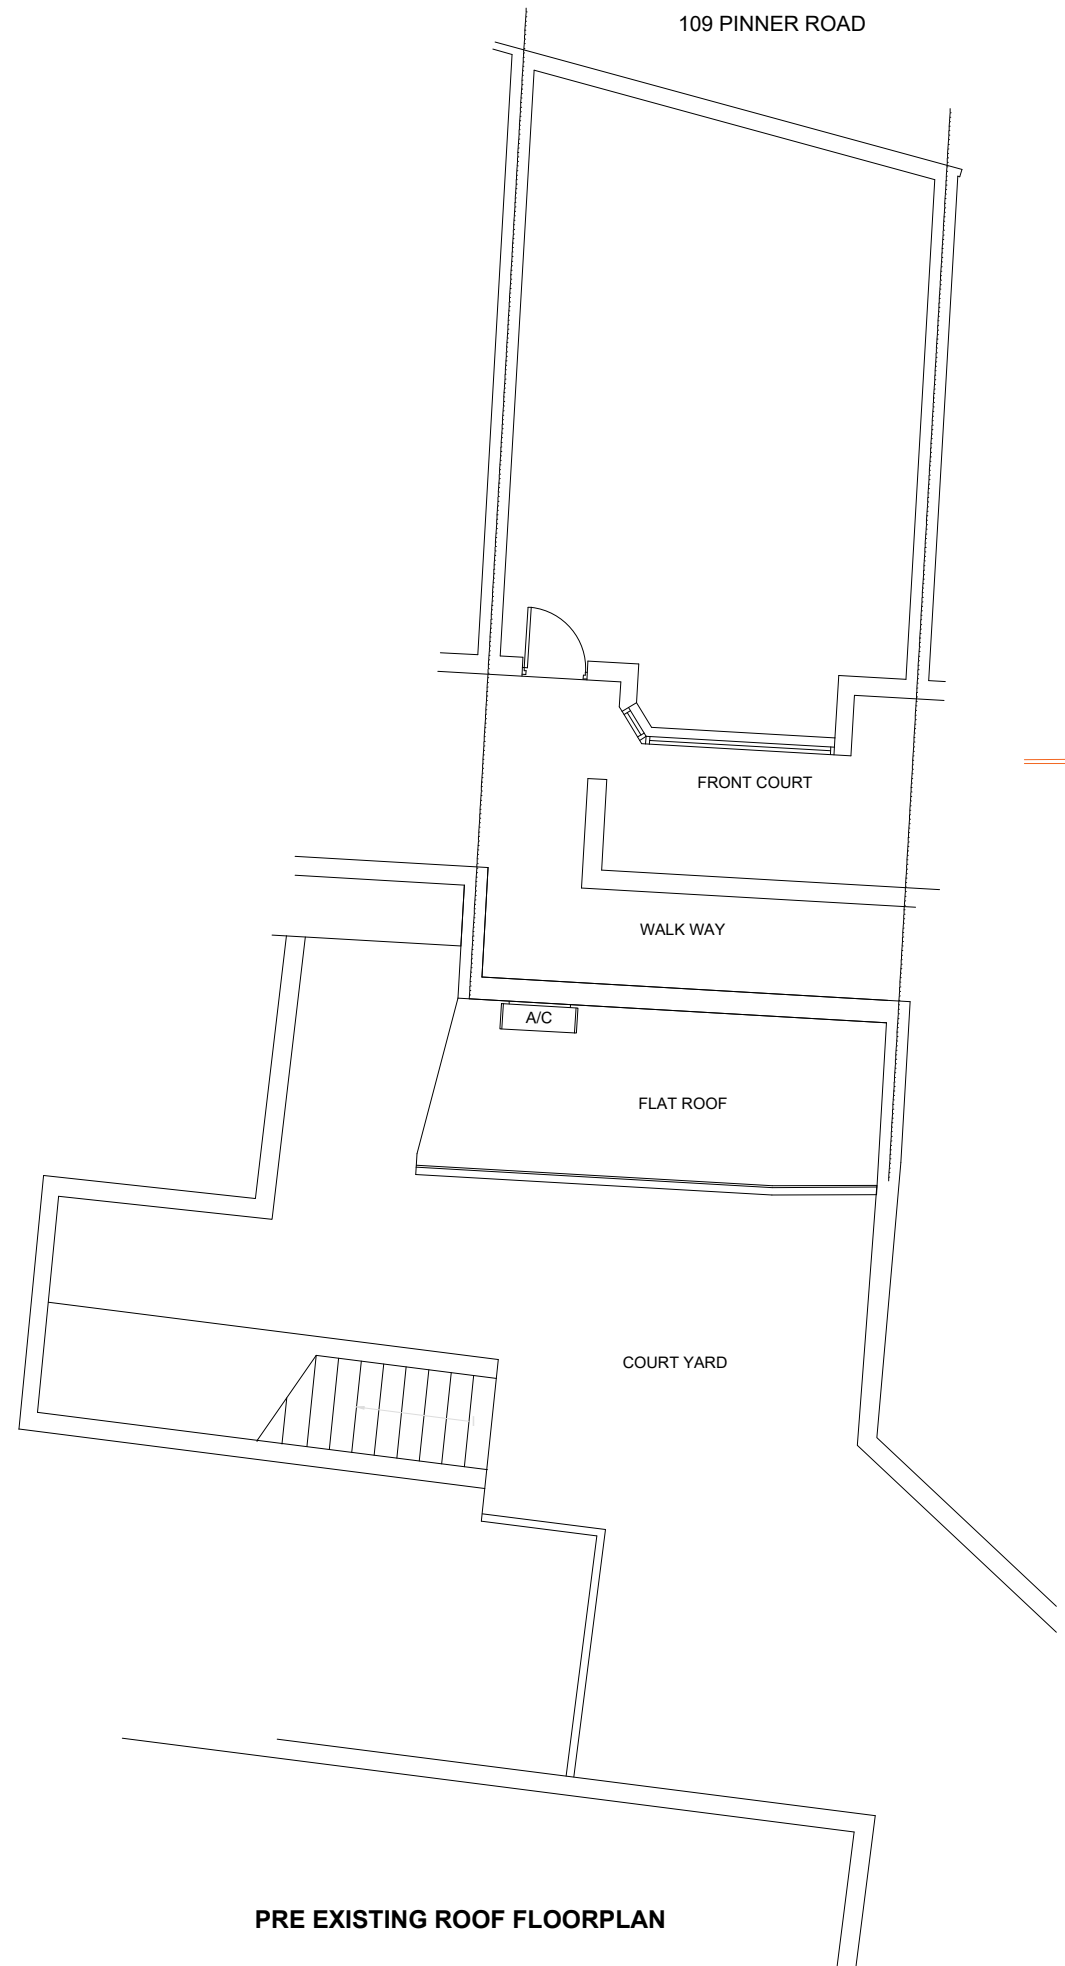 109 PINNER ROAD
FRONT COURT
WALK WAY
A/C
FLAT ROOF
COURT YARD
PRE EXISTING ROOF FLOORPLAN